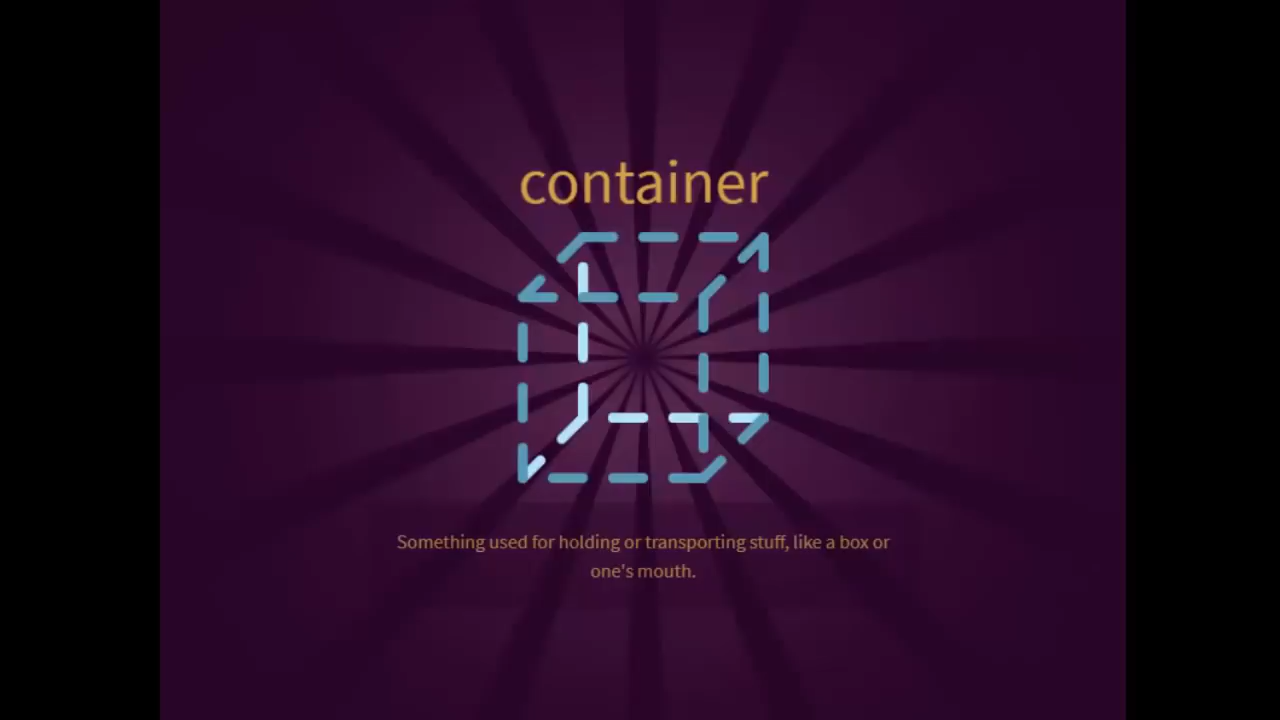 container
Something used for holding or transporting stuff, like a box or
one's mouth.